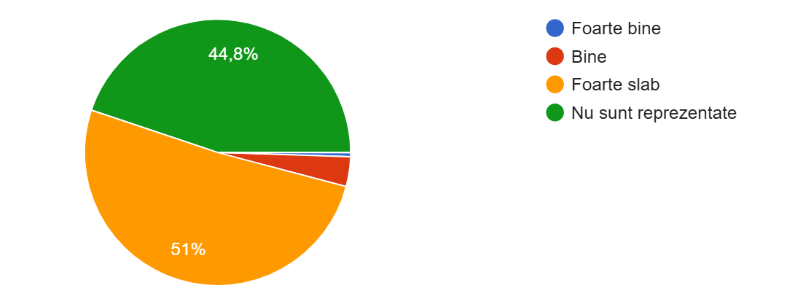 44,8%
51%
Foarte bine
Bine
Foarte slab
Nu sunt reprezentate